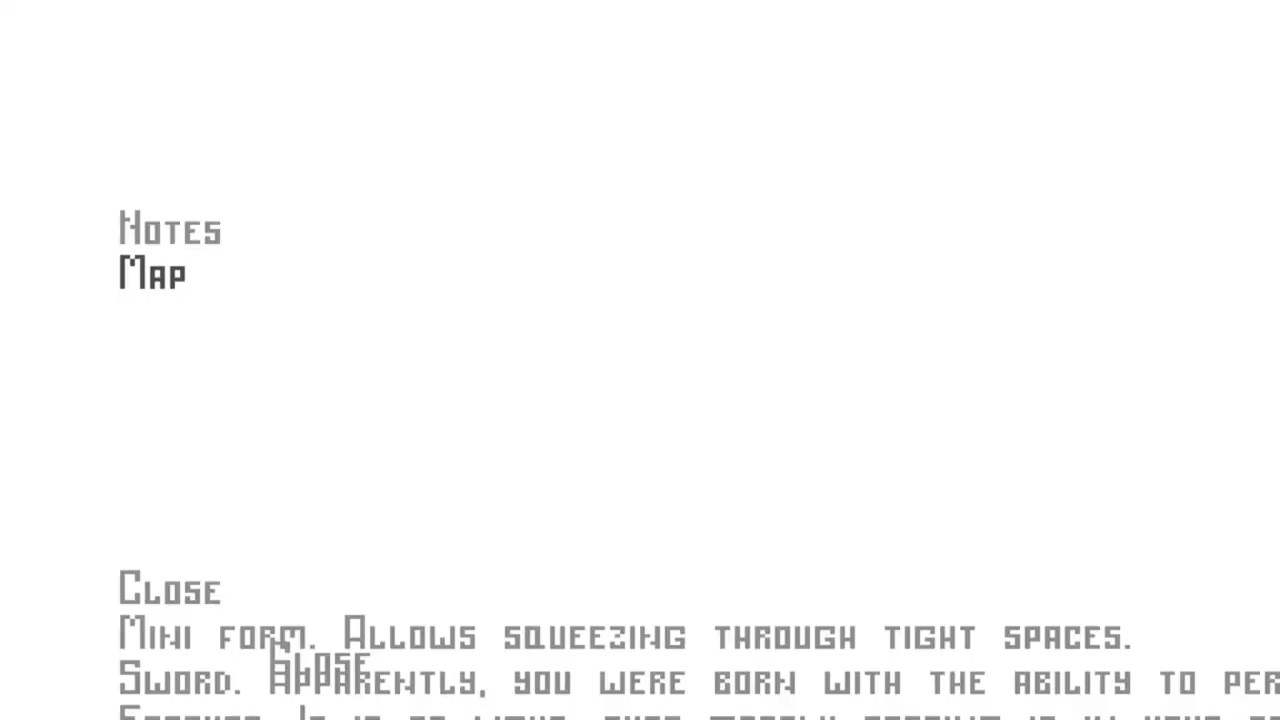 Notes
Map
Close
Mini form. Allows squeezing through tight spaces.
Close
Sword. Apparently, you were born with the ability to